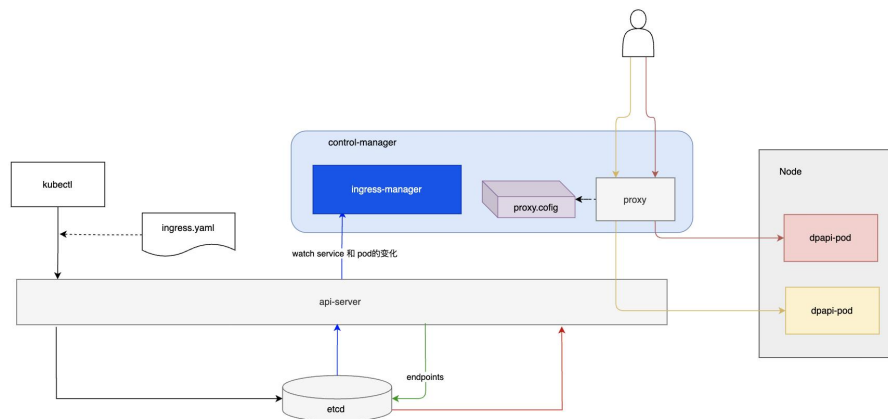 control-manager
kubectl
ingress-manager
proxy.cofig
proxy
Node
ingress.yaml
dpapi-pod
watch service 和 pod的变化
api-server
dpapi-pod
endpoints
etcd